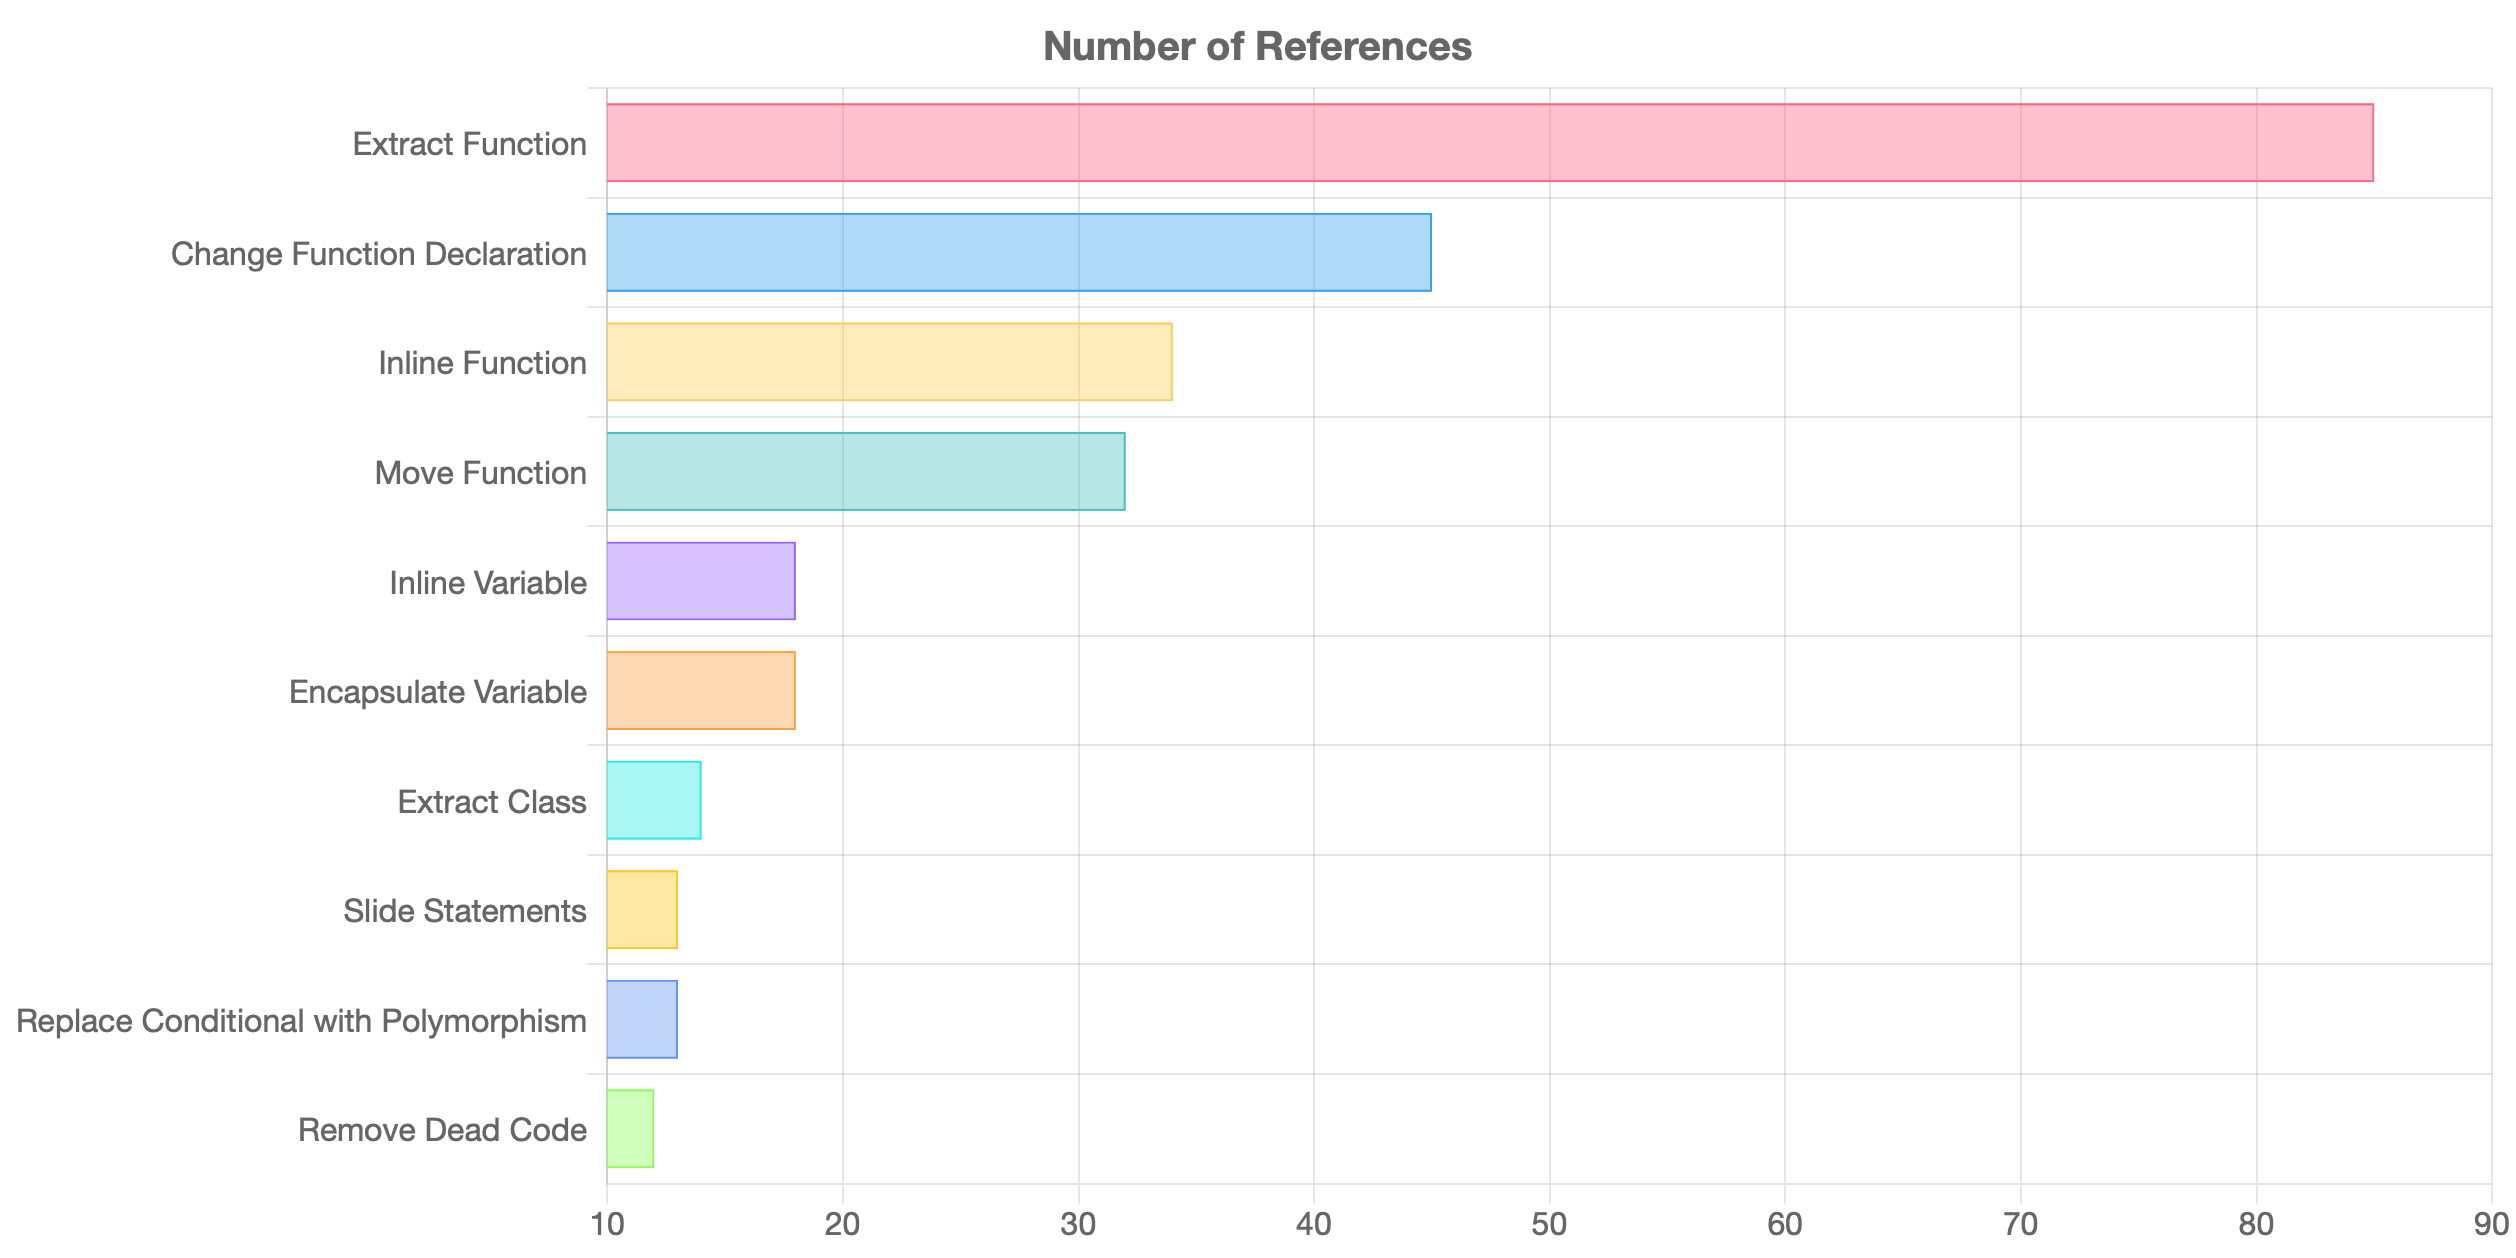 Number of References
Extract Function
Change Function Declaration
Inline Function
Move Function
Inline Variable
Encapsulate Variable
Extract Class
Slide Statements
Replace Conditional with Polymorphism
Remove Dead Code
10 20 30 40 50 60 70 80 90